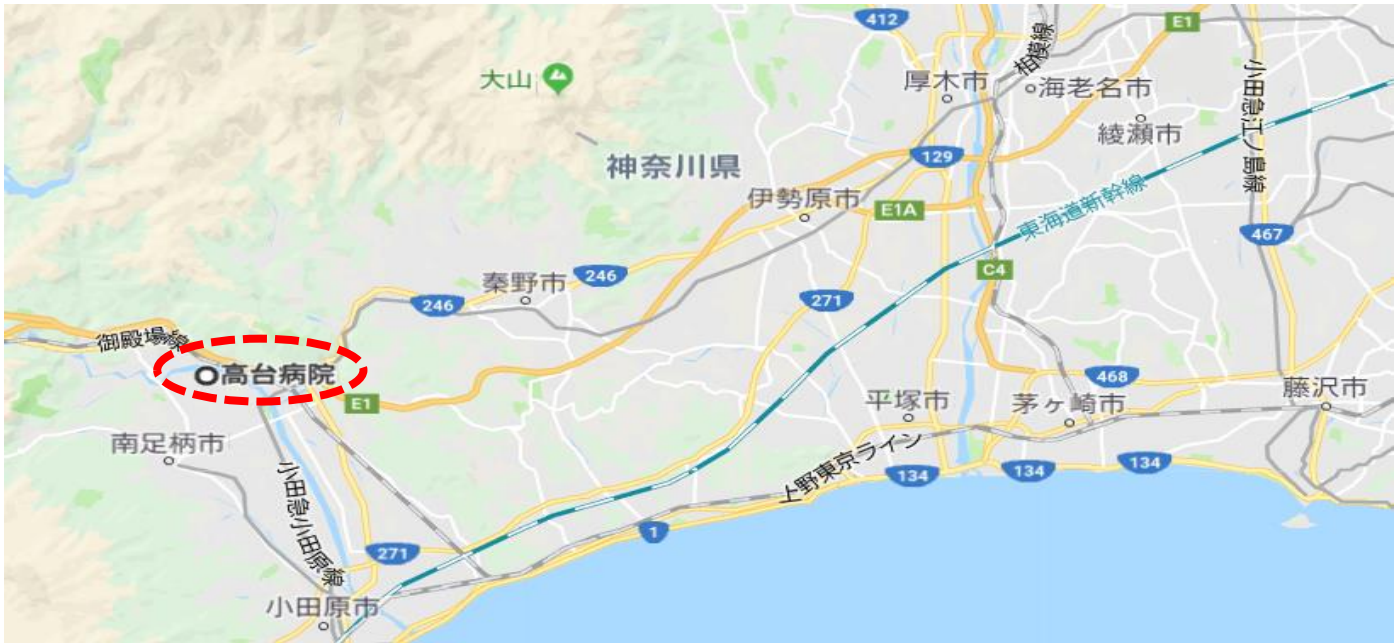 412
E1
相模線
大山
厚木市
海老名市
小田急江ノ島線
綾瀬市
129
神奈川県
東海道新幹線
伊勢原市
E1A
467
C4
秦野市
246
246
271
御殿場線
高台病院
E1
468
平塚市
茅ヶ崎市
藤沢市
南足柄市
上野東京ライン
134
134
134
小田急小田原線
1
271
小田原市